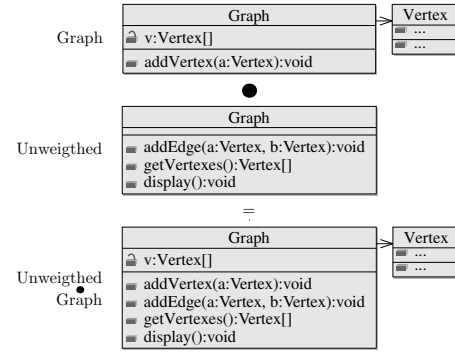 Graph
Graph
v:Vertex[]
addVertex(a:Vertex):void
Vertex
...
...
Unweigthed
Graph
addEdge(a:Vertex, b:Vertex):void
getVertexes():Vertex[]
display():void
=
Unweigthed
Graph
Graph
v:Vertex[]
addVertex(a:Vertex):void
addEdge(a:Vertex, b:Vertex):void
getVertexes():Vertex[]
display():void
Vertex
...
...